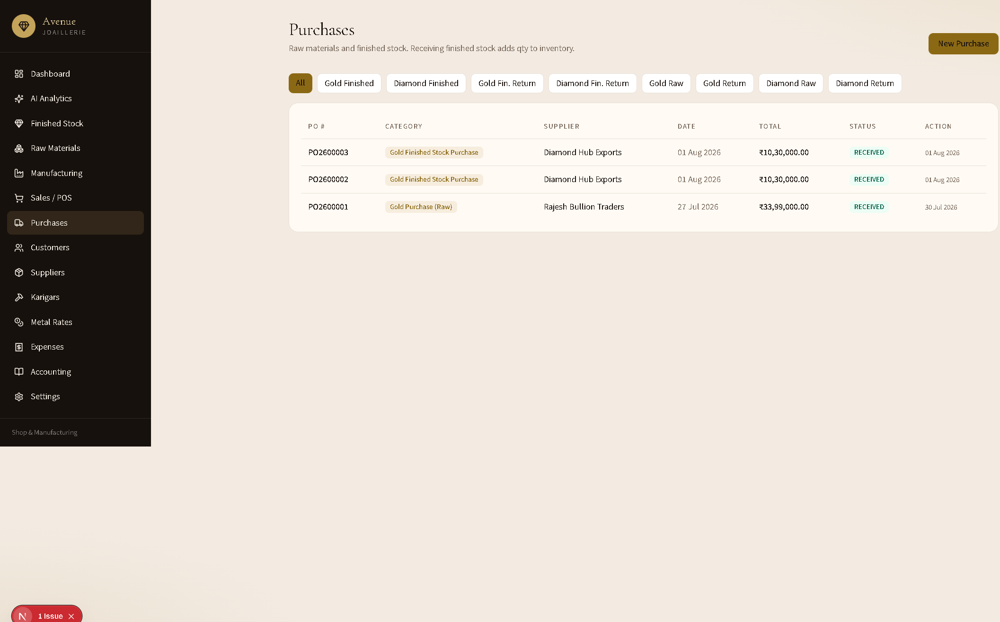 Avenue
JOAILLERIE
Dashboard
AI Analytics
Finished Stock
Raw Materials
Manufacturing
Sales / POS
Purchases
Customers
Suppliers
Karigars
Metal Rates
Expenses
Accounting
Settings
Shop & Manufacturing
N 1 Issue
Purchases
Raw materials and finished stock. Receiving finished stock adds qty to inventory.
New Purchase
All Gold Finished Diamond Finished Gold Fin. Return Diamond Fin. Return Gold Raw Gold Return Diamond Raw Diamond Return
PO # CATEGORY SUPPLIER DATE TOTAL STATUS ACTION
PO2600003 Gold Finished Stock Purchase Diamond Hub Exports 01 Aug 2026 ₹10,30,000.00 RECEIVED 01 Aug 2026
PO2600002 Gold Finished Stock Purchase Diamond Hub Exports 01 Aug 2026 ₹10,30,000.00 RECEIVED 01 Aug 2026
PO2600001 Gold Purchase (Raw) Rajesh Bullion Traders 27 Jul 2026 ₹33,99,000.00 RECEIVED 30 Jul 2026